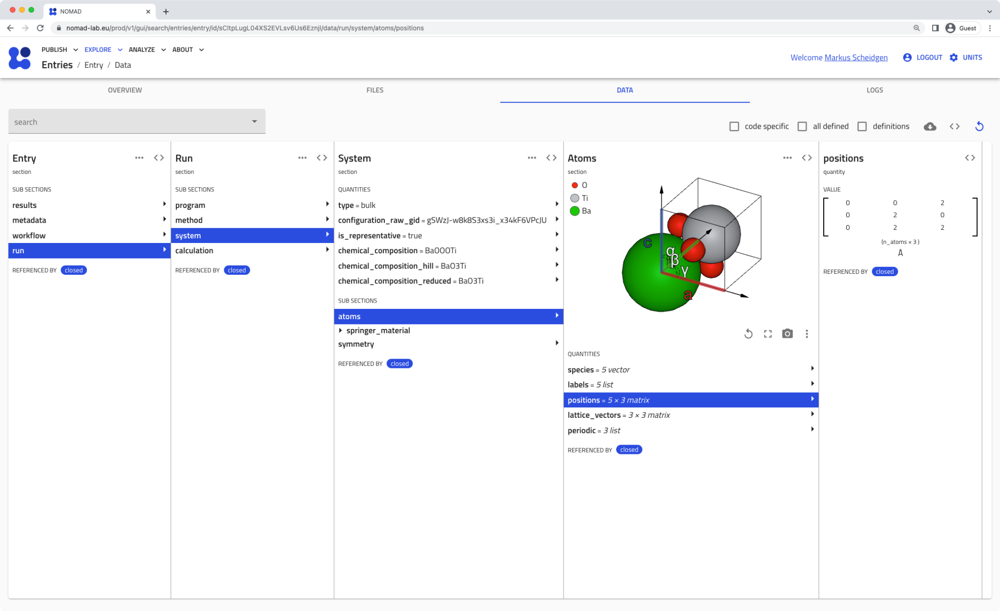 NOMAD
nomad-lab.eu/prod/v1/gui/search/entries/entry/id/sCItpLugL04XS2EVLsv6Us6Eznjl/data/run/system/atoms/positions
Guest
PUBLISH EXPLORE ANALYZE ABOUT
Entries / Entry / Data
Welcome Markus Scheidgen LOGOUT UNITS
OVERVIEW FILES DATA LOGS
search
code specific all defined definitions
Entry
section
SUB SECTIONS
results
metadata
workflow
run
REFERENCED BY closed
Run
section
SUB SECTIONS
program
method
system
calculation
REFERENCED BY closed
System
section
QUANTITIES
type = bulk
configuration_raw_gid = gSWzJ-w8k8S3xs3i_x34kF6VPcJU
is_representative = true
chemical_composition = BaOOOTi
chemical_composition_hill = BaO3Ti
chemical_composition_reduced = BaO3Ti
SUB SECTIONS
atoms
springer_material
symmetry
REFERENCED BY closed
Atoms
section
O
Ti
Ba
c
α
β
γ
a
QUANTITIES
species = 5 vector
labels = 5 list
positions = 5 × 3 matrix
lattice_vectors = 3 × 3 matrix
periodic = 3 list
REFERENCED BY closed
positions
quantity
VALUE
0 0 2
0 2 0
0 2 2
(n_atoms × 3 )
Å
REFERENCED BY closed